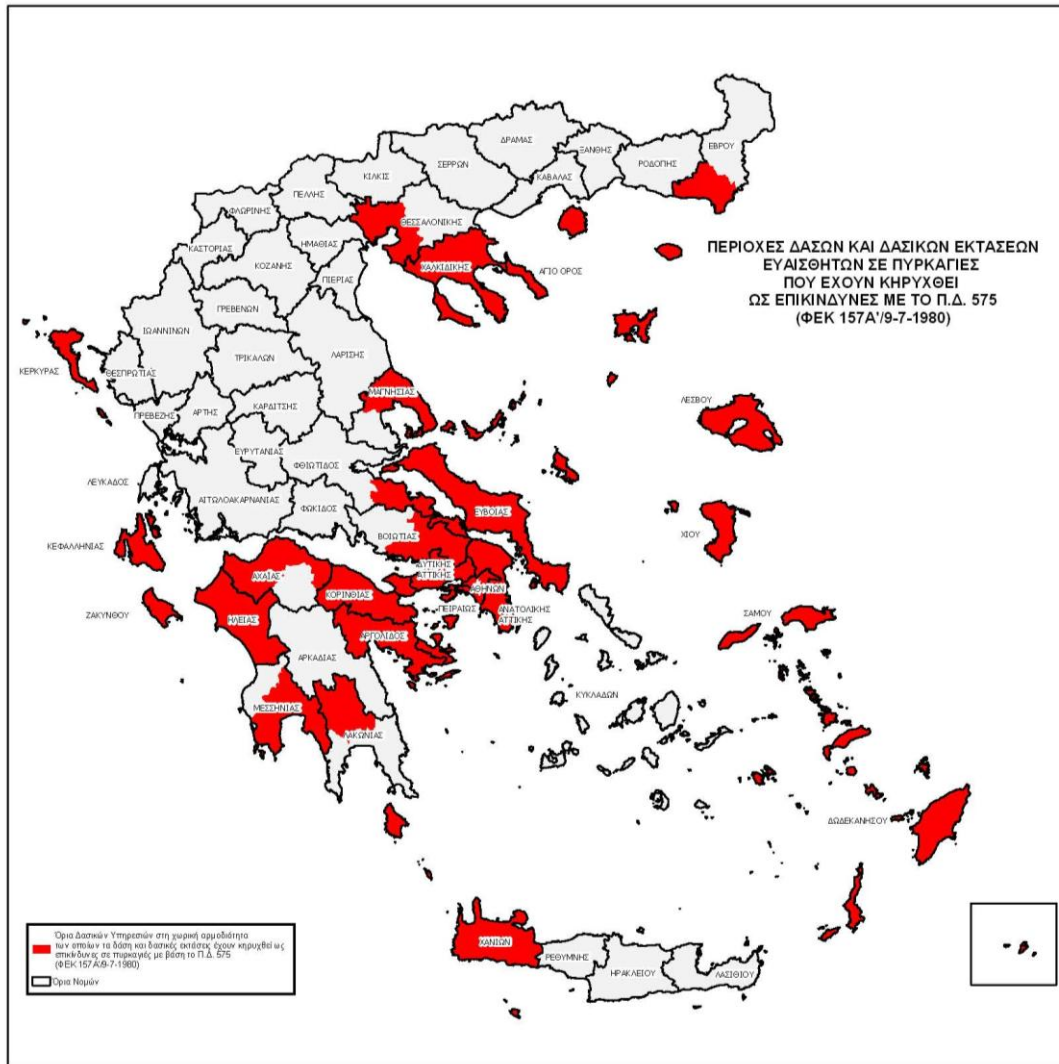 ΔΡΑΜΑΣ
ΞΑΝΘΗΣ
ΕΒΡΟΥ
ΣΕΡΡΩΝ
ΡΟΔΟΠΗΣ
ΚΙΛΚΙΣ
ΚΑΒΑΛΑΣ
ΠΕΛΛΗΣ
ΦΛΩΡΙΝΗΣ
ΘΕΣΣΑΛΟΝΙΚΗΣ
ΚΑΣΤΟΡΙΑΣ
ΗΜΑΘΙΑΣ
ΠΕΡΙΟΧΕΣ ΔΑΣΩΝ ΚΑΙ ΔΑΣΙΚΩΝ ΕΚΤΑΣΕΩΝ
ΕΥΑΙΣΘΗΤΩΝ ΣΕ ΠΥΡΚΑΓΙΕΣ
ΠΟΥ ΕΧΟΥΝ ΚΗΡΥΧΘΕΙ
ΩΣ ΕΠΙΚΙΝΔΥΝΕΣ ΜΕ ΤΟ Π.Δ. 575
(ΦΕΚ 157Α'/9-7-1980)
ΚΟΖΑΝΗΣ
ΧΑΛΚΙΔΙΚΗΣ
ΑΓΙΟ ΟΡΟΣ
ΠΙΕΡΙΑΣ
ΓΡΕΒΕΝΩΝ
ΙΩΑΝΝΙΝΩΝ
ΤΡΙΚΑΛΩΝ
ΛΑΡΙΣΗΣ
ΚΕΡΚΥΡΑΣ
ΘΕΣΠΡΩΤΙΑΣ
ΜΑΓΝΗΣΙΑΣ
ΛΕΣΒΟΥ
ΠΡΕΒΕΖΗΣ
ΑΡΤΗΣ
ΚΑΡΔΙΤΣΗΣ
ΕΥΡΥΤΑΝΙΑΣ
ΦΘΙΩΤΙΔΟΣ
ΛΕΥΚΑΔΟΣ
ΑΙΤΩΛΟΑΚΑΡΝΑΝΙΑΣ
ΦΩΚΙΔΟΣ
ΕΥΒΟΙΑΣ
ΒΟΙΩΤΙΑΣ
ΧΙΟΥ
ΚΕΦΑΛΛΗΝΙΑΣ
ΔΥΤΙΚΗΣ
ΑΤΤΙΚΗΣ
ΑΧΑΪΑΣ
ΑΘΗΝΩΝ
ΚΟΡΙΝΘΙΑΣ
ΖΑΚΥΝΘΟΥ
ΗΛΕΙΑΣ
ΠΕΙΡΑΙΩΣ
ΑΝΑΤΟΛΙΚΗΣ
ΑΤΤΙΚΗΣ
ΣΑΜΟΥ
ΑΡΓΟΛΙΔΟΣ
ΑΡΚΑΔΙΑΣ
ΚΥΚΛΑΔΩΝ
ΜΕΣΣΗΝΙΑΣ
ΛΑΚΩΝΙΑΣ
ΔΩΔΕΚΑΝΗΣΟΥ
ΧΑΝΙΩΝ
ΡΕΘΥΜΝΗΣ
ΗΡΑΚΛΕΙΟΥ
ΛΑΣΙΘΙΟΥ
Όρια Δασικών Υπηρεσιών στη χωρική αρμοδιότητα
των οποίων τα δάση και δασικές εκτάσεις έχουν κηρυχθεί ως
επικίνδυνες σε πυρκαγιές με βάση το Π.Δ. 575
(ΦΕΚ 157Α'/9-7-1980)
Όρια Νομών